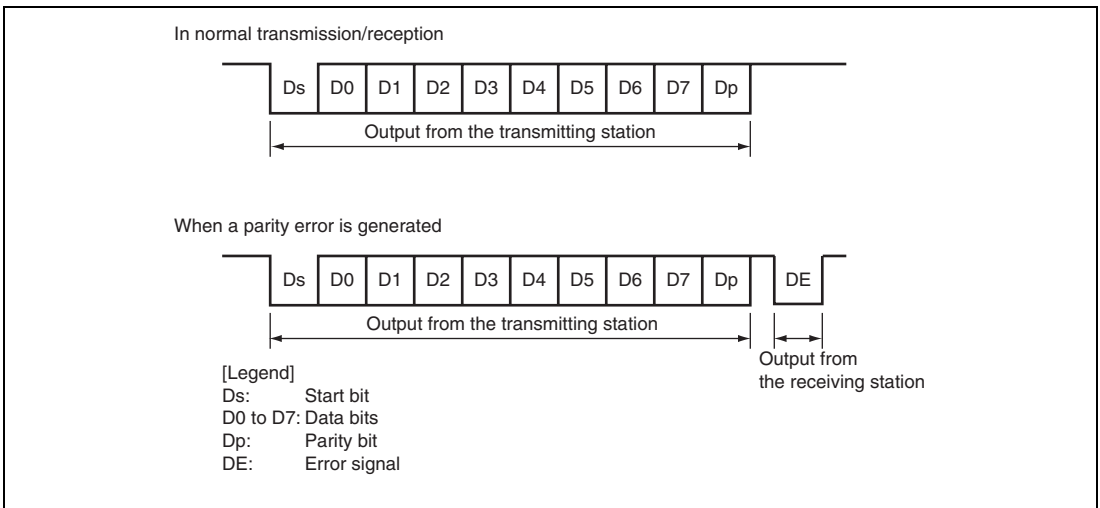 In normal transmission/reception
Ds D0 D1 D2 D3 D4 D5 D6 D7 Dp
Output from the transmitting station
When a parity error is generated
Ds D0 D1 D2 D3 D4 D5 D6 D7 Dp DE
Output from the transmitting station
Output from
the receiving station
[Legend]
Ds: Start bit
D0 to D7: Data bits
Dp: Parity bit
DE: Error signal